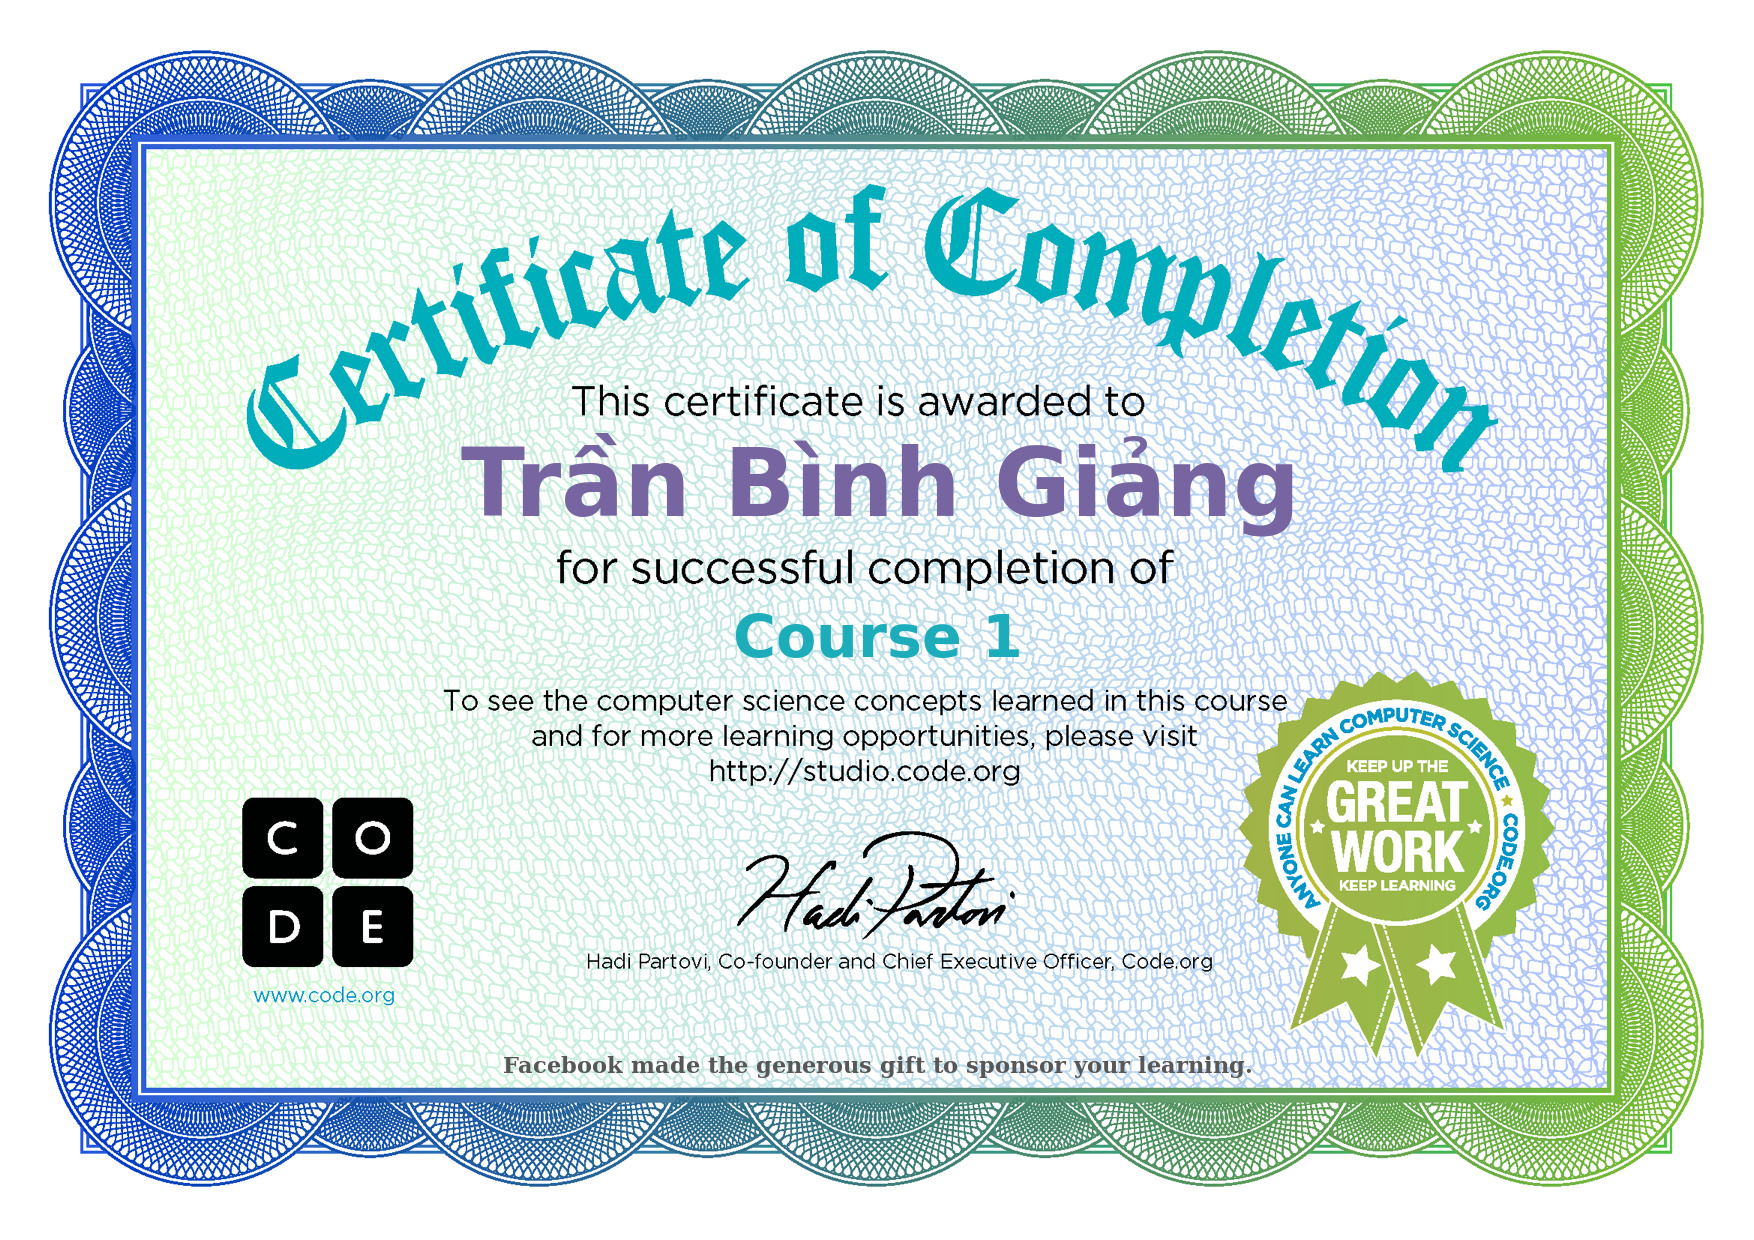 Certificate of Completion
This certificate is awarded to
Trần Bình Giảng
for successful completion of
Course 1
To see the computer science concepts learned in this course
and for more learning opportunities, please visit
http://studio.code.org
ANYONE CAN LEARN COMPUTER SCIENCE ★ CODE.ORG
KEEP UP THE
GREAT
WORK
KEEP LEARNING
C O
D E
www.code.org
Hadi Partovi
Hadi Partovi, Co-founder and Chief Executive Officer, Code.org
Facebook made the generous gift to sponsor your learning.